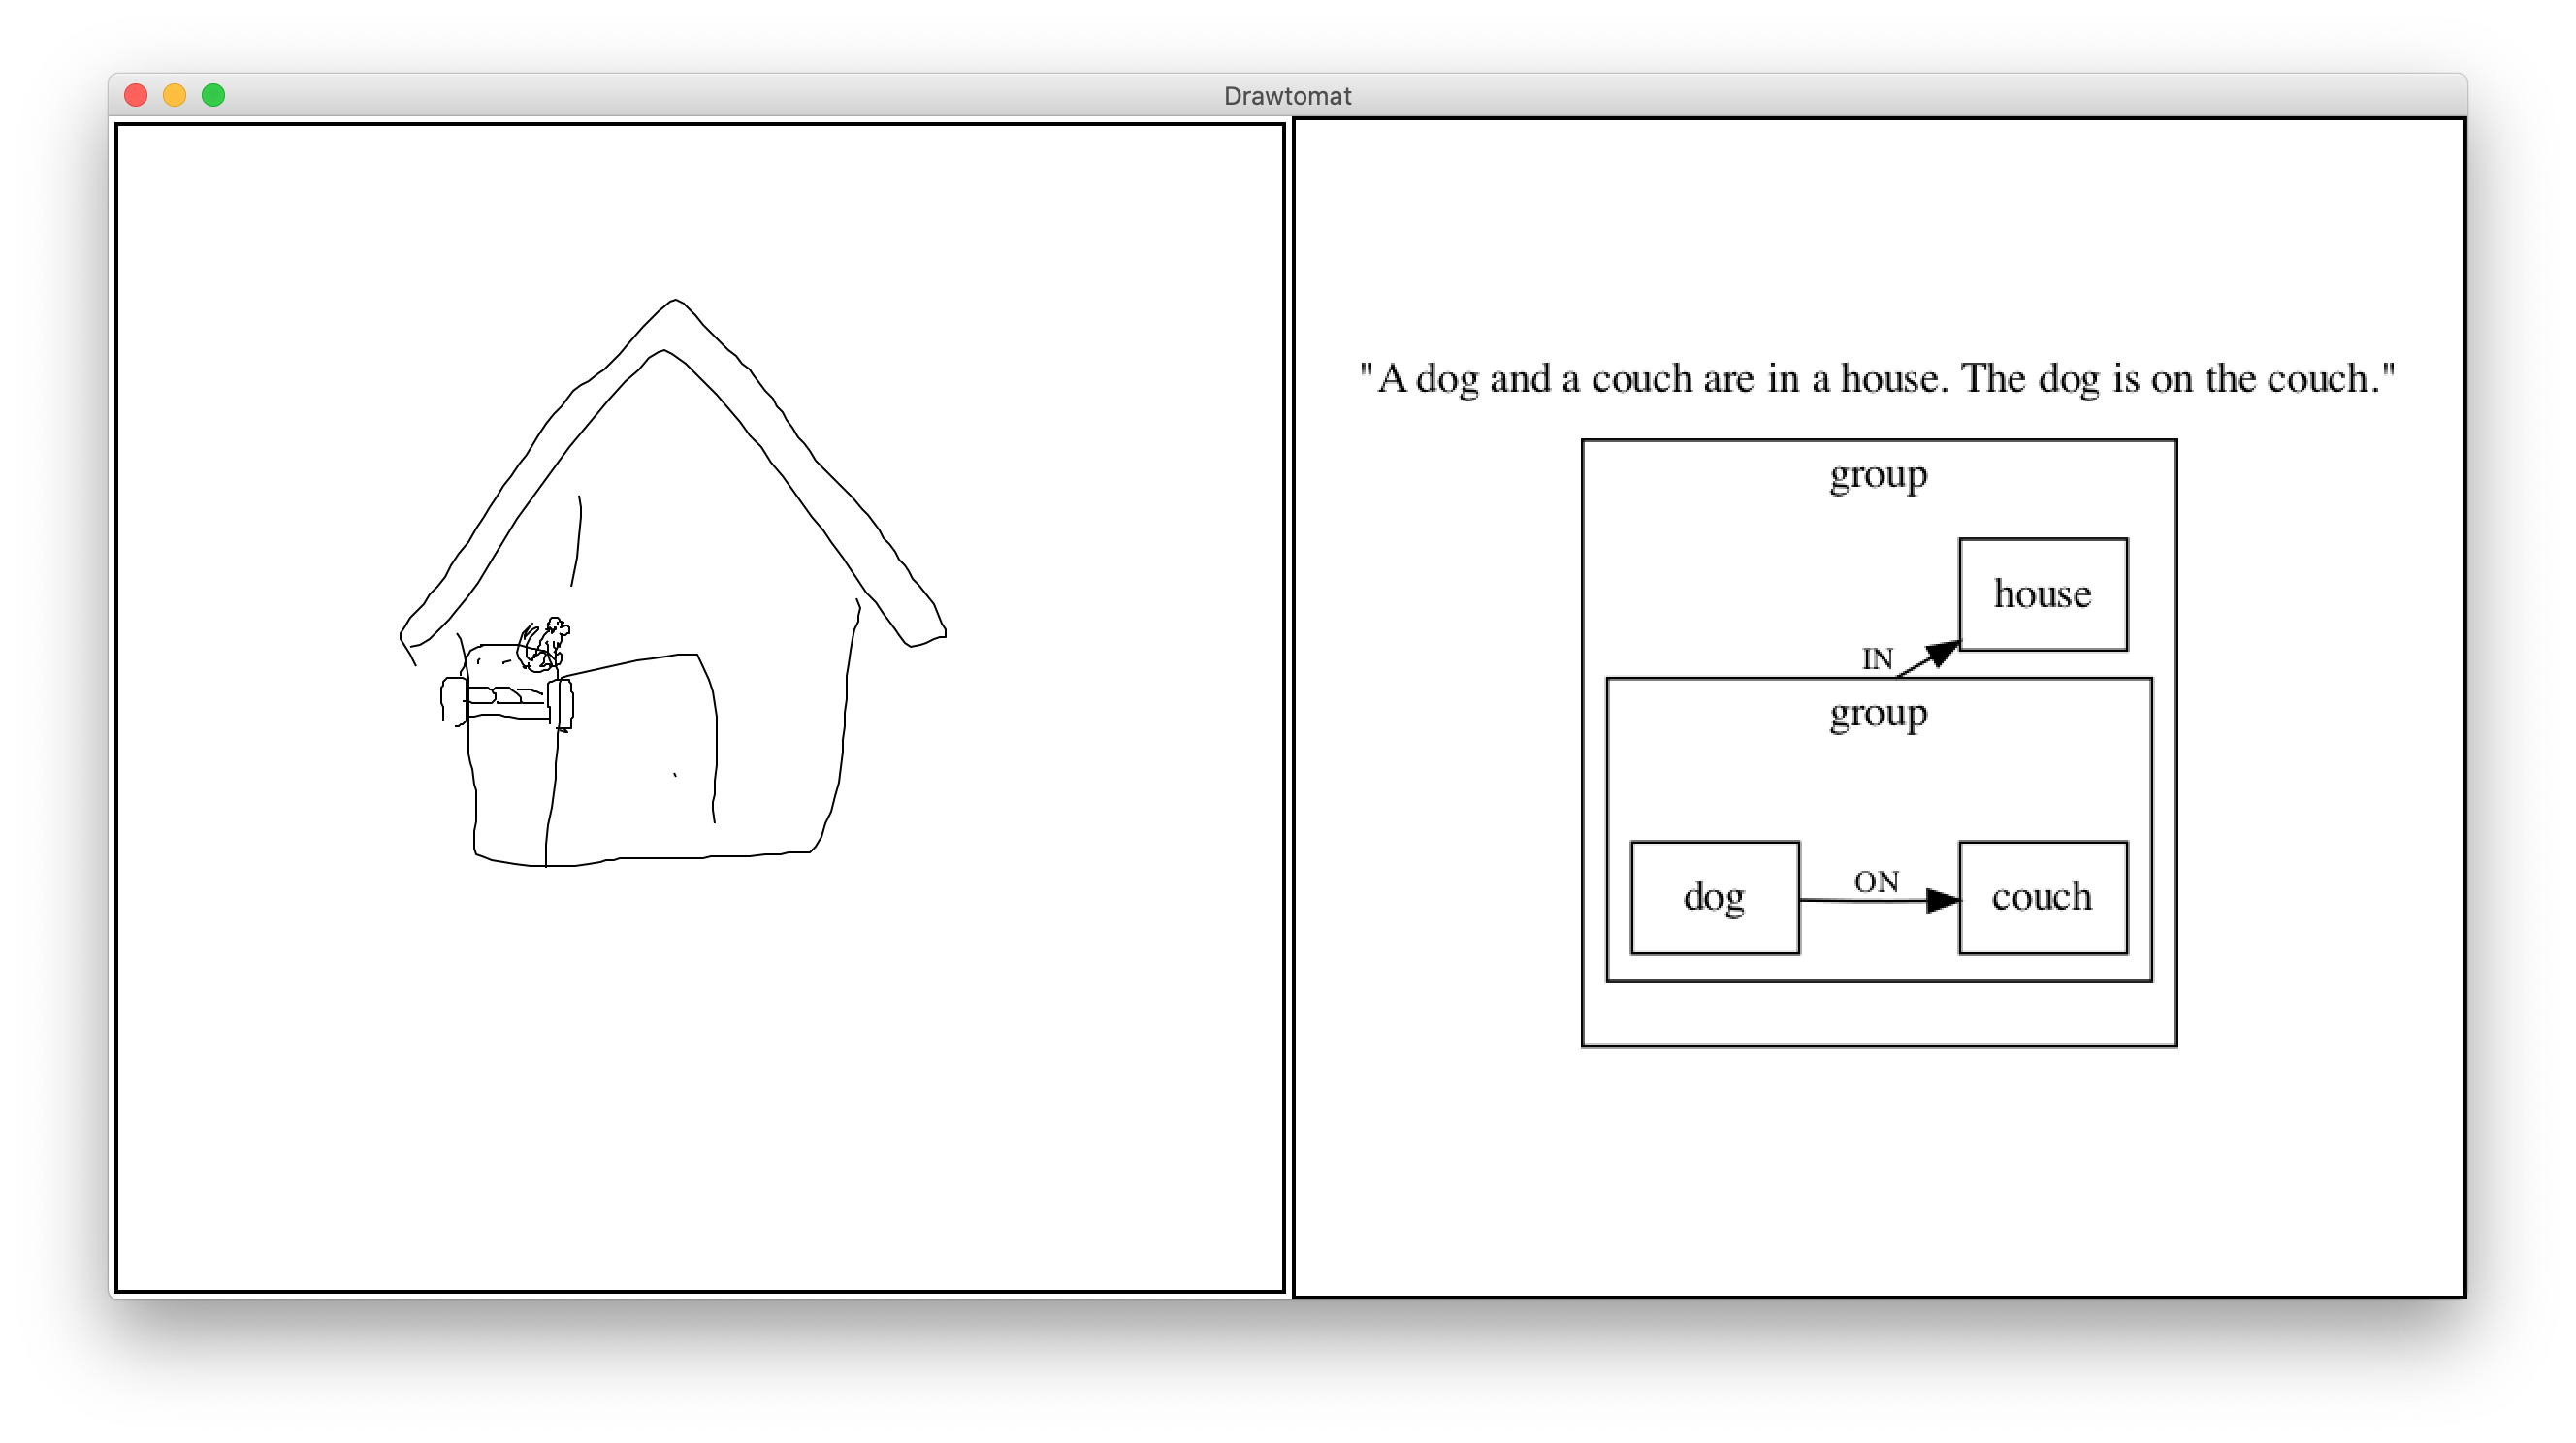 Drawtomat
"A dog and a couch are in a house. The dog is on the couch."
group
house
IN
group
dog
ON
couch